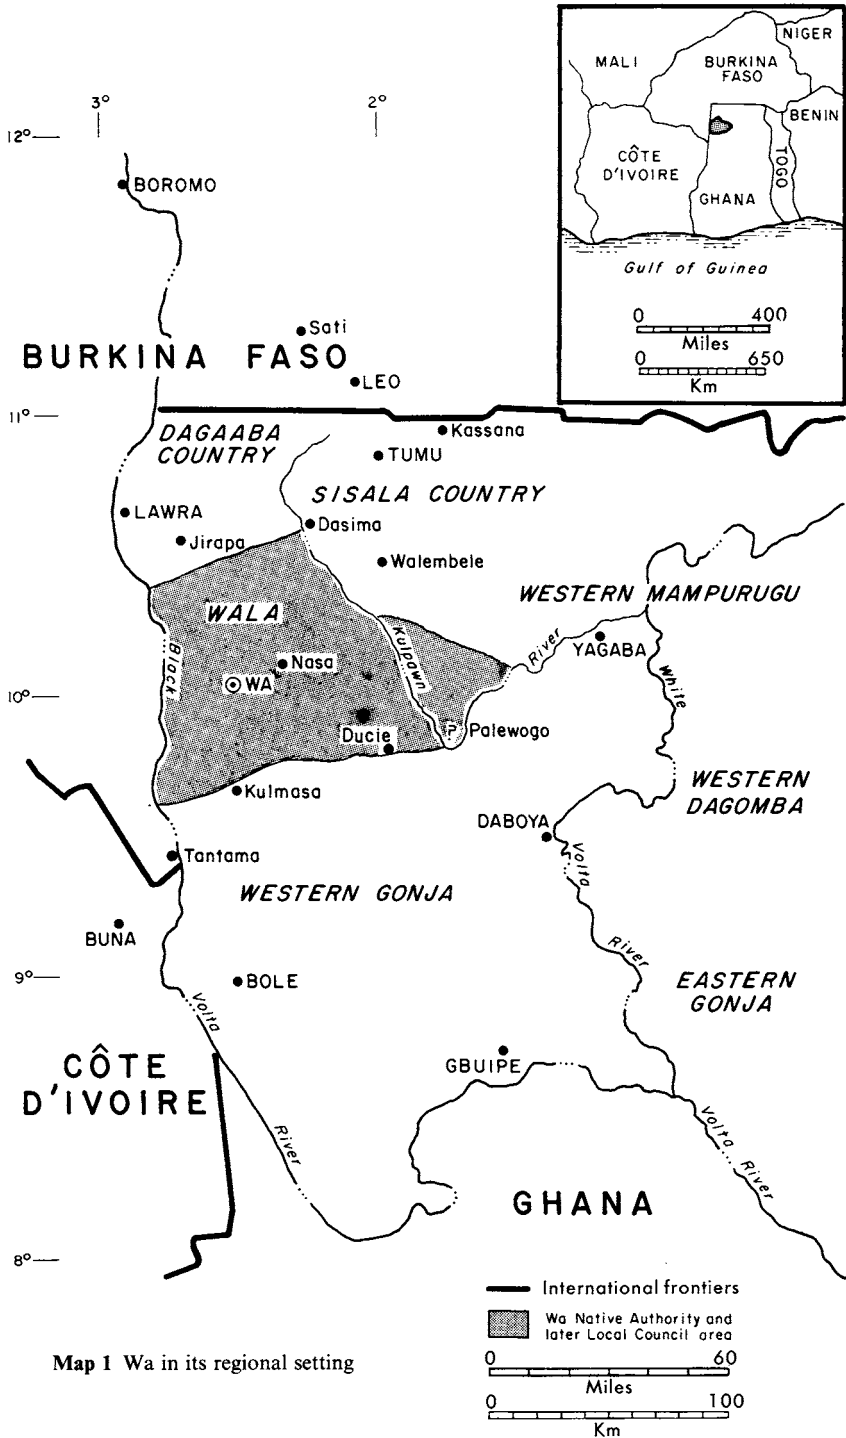 3°
2°
12°
11°
10°
9°
8°
NIGER
MALI
BURKINA
FASO
BENIN
CÔTE
D'IVOIRE
TOGO
GHANA
Gulf of Guinea
0 400
Miles
0 650
Km
BOROMO
Sati
BURKINA FASO
LEO
Kassana
DAGAABA
COUNTRY
TUMU
SISALA COUNTRY
LAWRA
Dasima
Jirapa
Walembele
WESTERN MAMPURUGU
WALA
Kulpawn
River
YAGABA
Black
Nasa
White
WA
Ducie
?
Palewogo
Kulmasa
WESTERN
DAGOMBA
DABOYA
Tantama
Volta
WESTERN GONJA
BUNA
River
BOLE
EASTERN
GONJA
Volta
GBUIPE
CÔTE
D'IVOIRE
River
Volta River
GHANA
International frontiers
Wa Native Authority and
later Local Council area
0 60
Miles
0 100
Km
Map 1 Wa in its regional setting